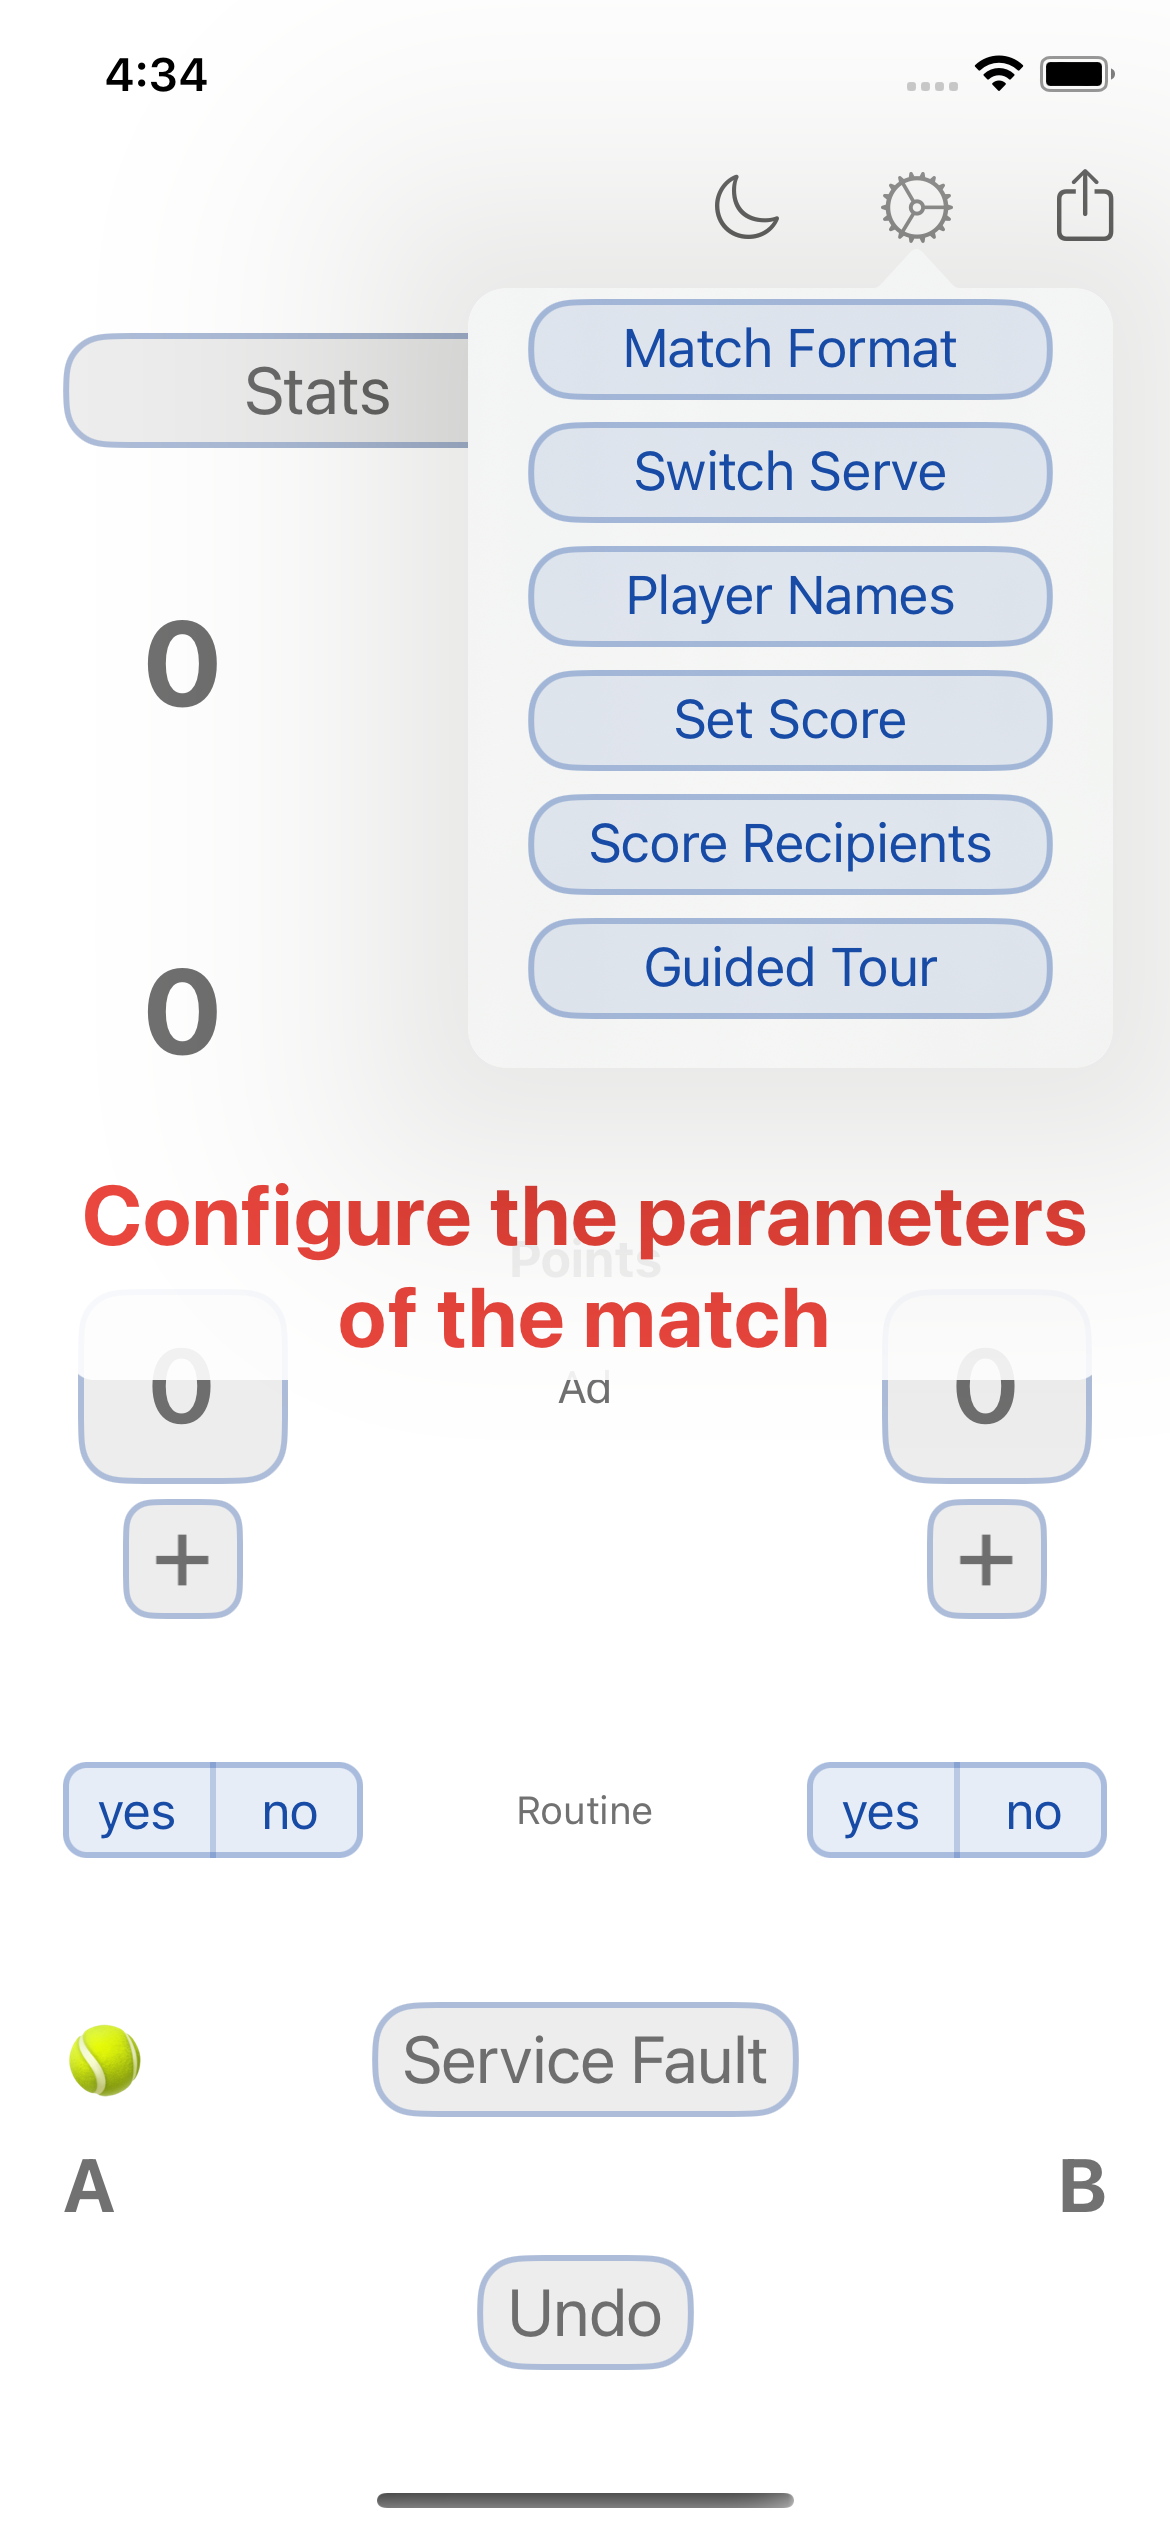 4:34
Match Format
Stats
Switch Serve
Player Names
0
Set Score
Score Recipients
Guided Tour
0
Configure the parameters
of the match
Points
0
0
Ad
+
+
yes
no
Routine
yes
no
Service Fault
A
B
Undo